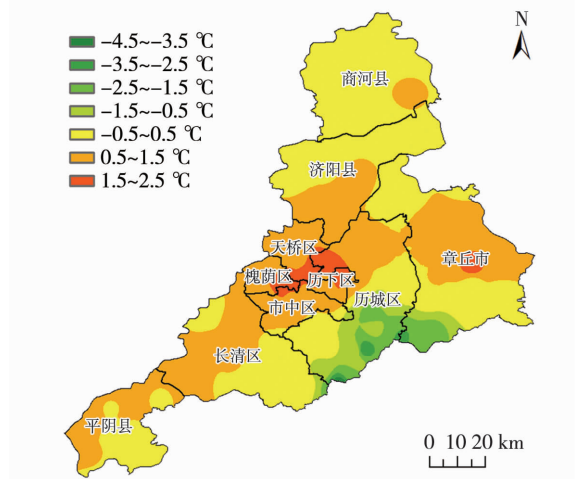 N
-4.5~-3.5 ℃
-3.5~-2.5 ℃
-2.5~-1.5 ℃
-1.5~-0.5 ℃
-0.5~0.5 ℃
0.5~1.5 ℃
1.5~2.5 ℃
商河县
济阳县
天桥区
章丘市
槐荫区
历下区
历城区
市中区
长清区
平阴县
0 10 20 km